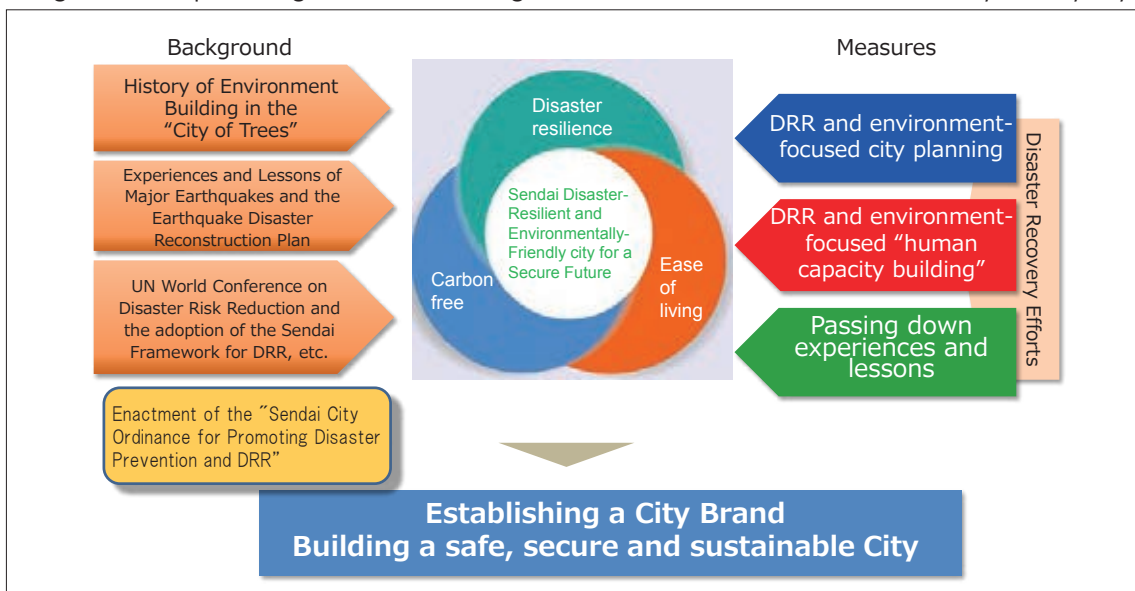 Background
History of Environment
Building in the
“City of Trees”
Experiences and Lessons of
Major Earthquakes and the
Earthquake Disaster
Reconstruction Plan
UN World Conference on
Disaster Risk Reduction and
the adoption of the Sendai
Framework for DRR, etc.
Enactment of the “Sendai City
Ordinance for Promoting Disaster
Prevention and DRR”
Disaster
resilience
Sendai Disaster-
Resilient and
Environmentally-
Friendly city for a
Secure Future
Carbon
free
Ease
of
living
Measures
DRR and environment-
focused city planning
DRR and environment-
focused “human
capacity building”
Passing down
experiences and
lessons
Disaster Recovery Efforts
Establishing a City Brand
Building a safe, secure and sustainable City